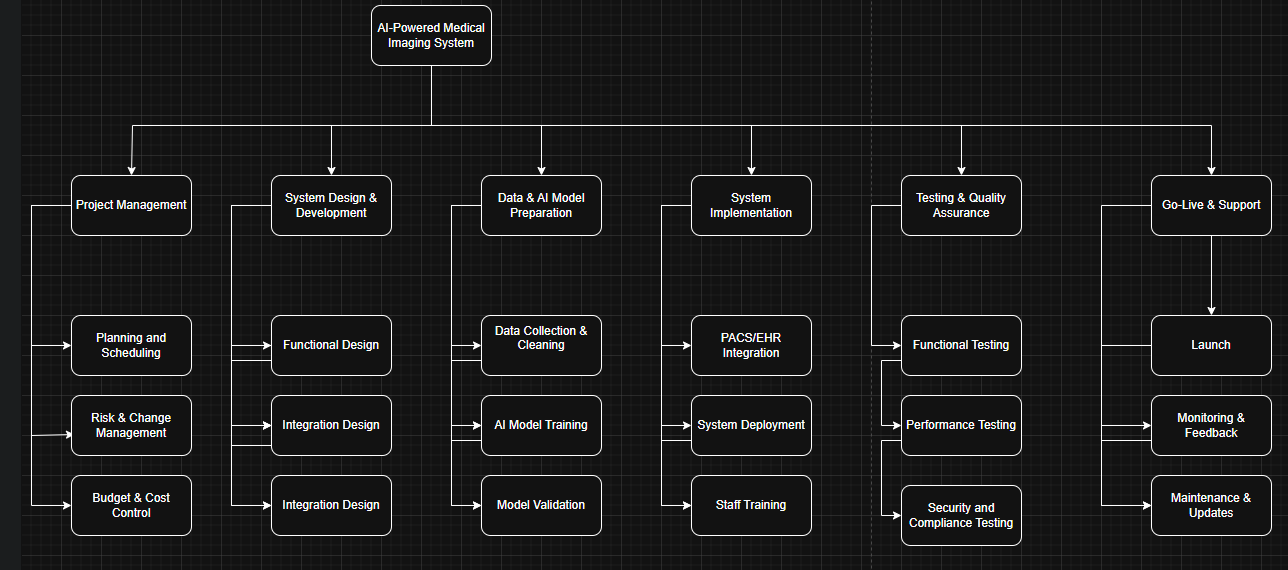 AI-Powered Medical
Imaging System
Project Management
System Design &
Development
Data & AI Model
Preparation
System
Implementation
Testing & Quality
Assurance
Go-Live & Support
Planning and
Scheduling
Functional Design
Data Collection &
Cleaning
PACS/EHR
Integration
Functional Testing
Launch
Risk & Change
Management
Integration Design
AI Model Training
System Deployment
Performance Testing
Monitoring &
Feedback
Budget & Cost
Control
Integration Design
Model Validation
Staff Training
Security and
Compliance Testing
Maintenance &
Updates